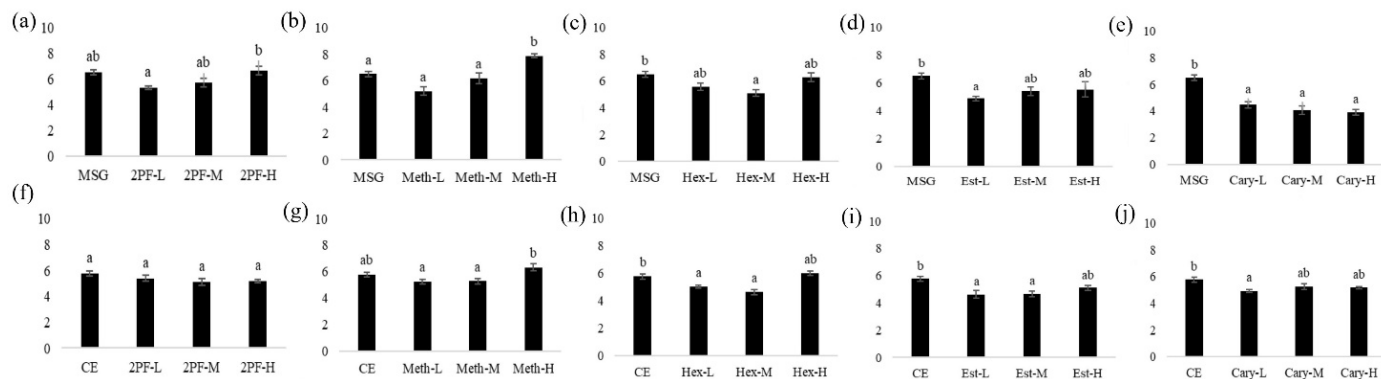 (a)
10
8
6
4
2
0
ab
a
ab
b
MSG 2PF-L 2PF-M 2PF-H
(b)
10
8
6
4
2
0
a
a
a
b
MSG Meth-L Meth-M Meth-H
(c)
10
8
6
4
2
0
b
ab
a
ab
MSG Hex-L Hex-M Hex-H
(d)
10
8
6
4
2
0
b
a
ab
ab
MSG Est-L Est-M Est-H
(e)
10
8
6
4
2
0
b
a
a
a
MSG Cary-L Cary-M Cary-H
(f)
10
8
6
4
2
0
a
a
a
a
CE 2PF-L 2PF-M 2PF-H
(g)
10
8
6
4
2
0
ab
a
a
b
CE Meth-L Meth-M Meth-H
(h)
10
8
6
4
2
0
b
a
a
b
CE Hex-L Hex-M Hex-H
(i)
10
8
6
4
2
0
b
a
a
ab
CE Est-L Est-M Est-H
(j)
10
8
6
4
2
0
b
a
ab
ab
CE Cary-L Cary-M Cary-H